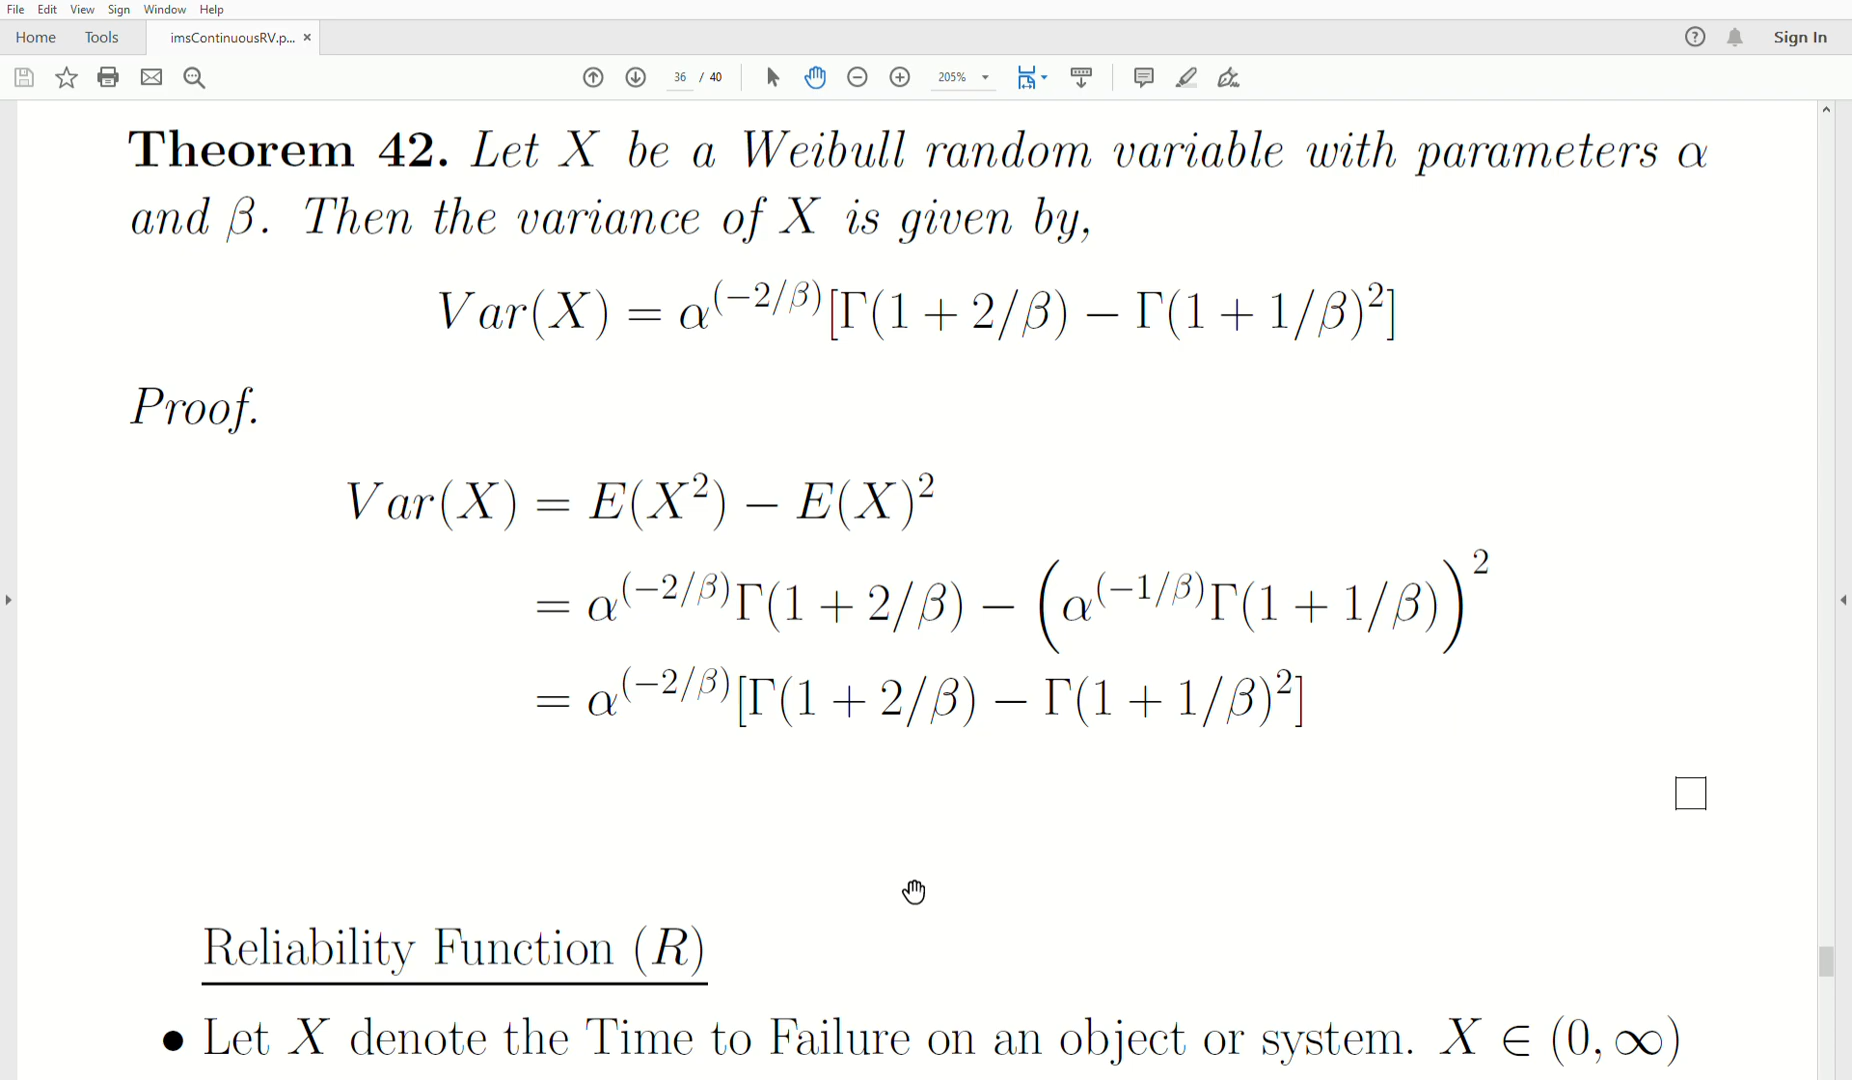 File Edit View Sign Window Help
Home Tools imsContinuousRV.p... × Sign In
36 / 40 205%
Theorem 42. Let X be a Weibull random variable with parameters α
and β. Then the variance of X is given by,
Var(X) = α^(−2/β)[Γ(1 + 2/β) − Γ(1 + 1/β)²]
Proof.
Var(X) = E(X²) − E(X)²
= α^(−2/β)Γ(1 + 2/β) − (α^(−1/β)Γ(1 + 1/β))²
= α^(−2/β)[Γ(1 + 2/β) − Γ(1 + 1/β)²]
□
Reliability Function (R)
• Let X denote the Time to Failure on an object or system. X ∈ (0, ∞)